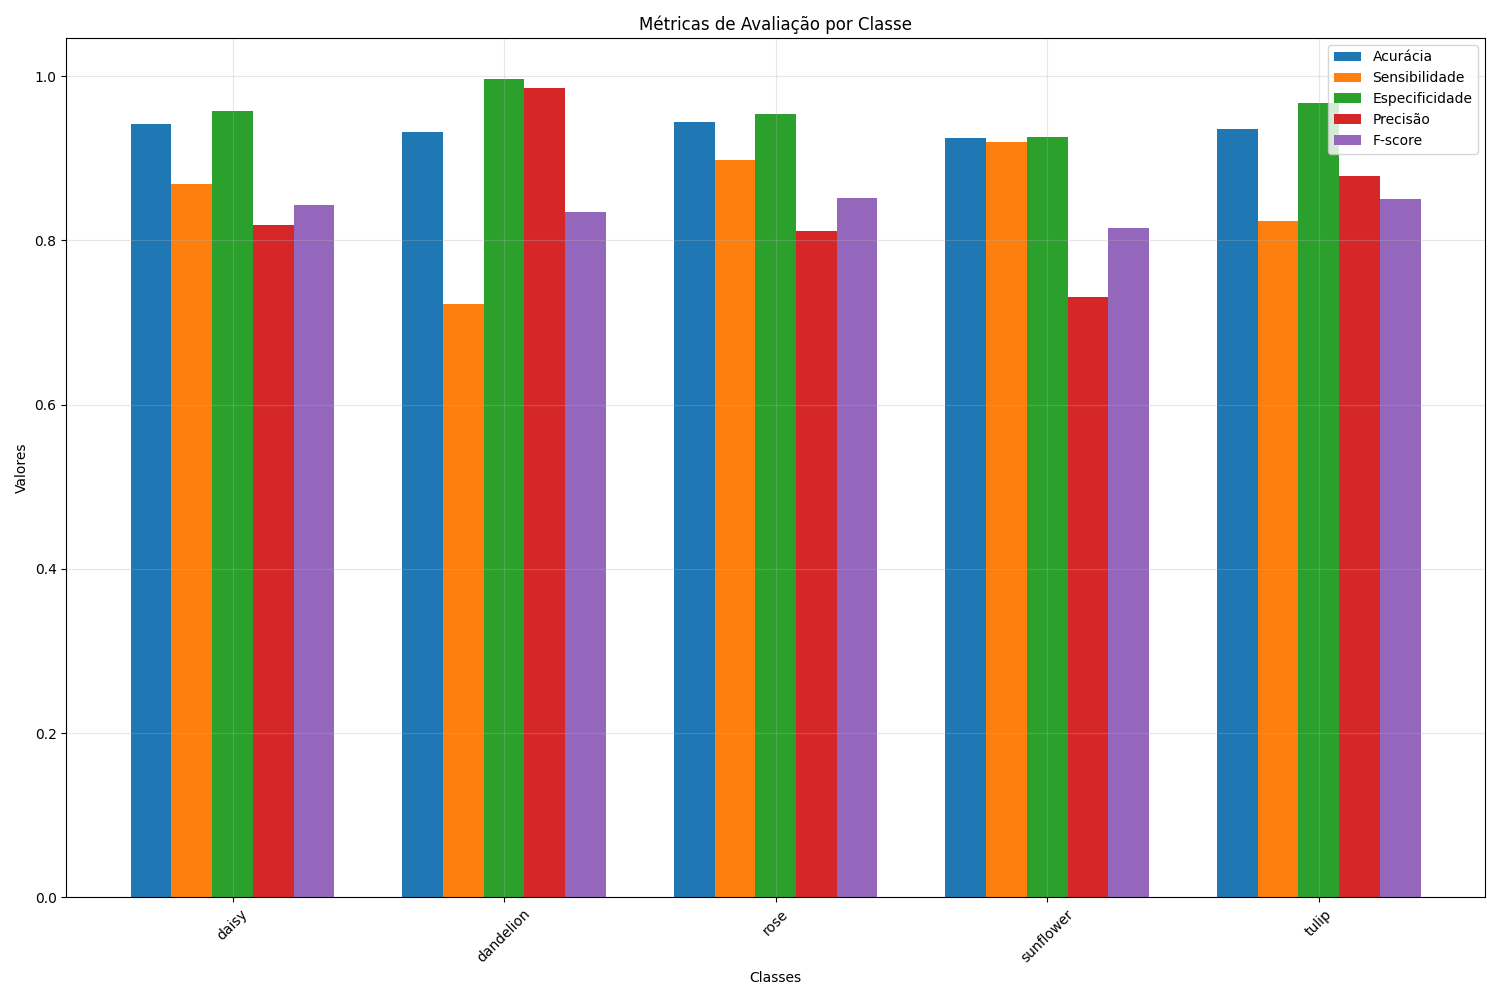 Métricas de Avaliação por Classe
Acurácia
Sensibilidade
Especificidade
Precisão
F-score
Valores
1.0
0.8
0.6
0.4
0.2
0.0
daisy
dandelion
rose
sunflower
tulip
Classes